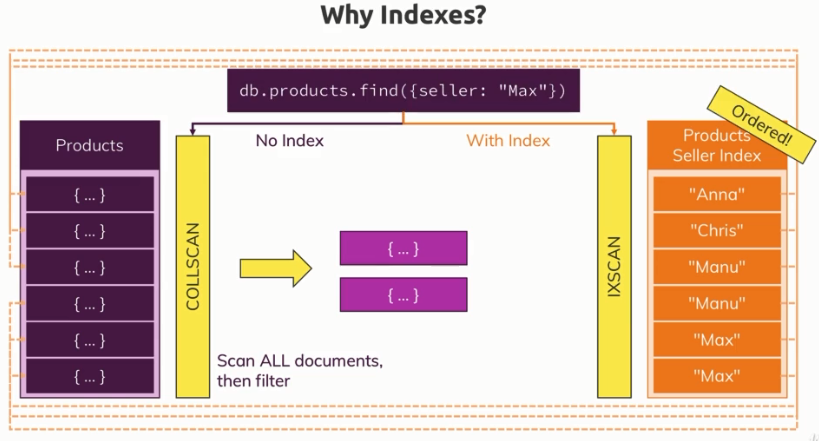 Why Indexes?
db.products.find({seller: "Max"})
No Index
With Index
Products
{ ... }
{ ... }
{ ... }
{ ... }
{ ... }
{ ... }
COLLSCAN
{ ... }
{ ... }
Scan ALL documents,
then filter
IXSCAN
Ordered!
Products
Seller Index
"Anna"
"Chris"
"Manu"
"Manu"
"Max"
"Max"